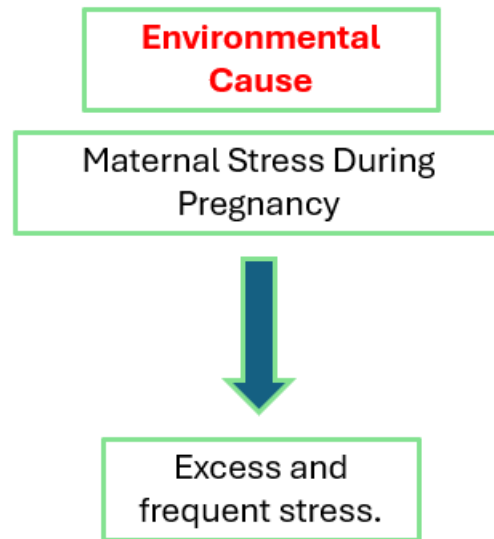 Environmental
Cause
Maternal Stress During
Pregnancy
Excess and
frequent stress.